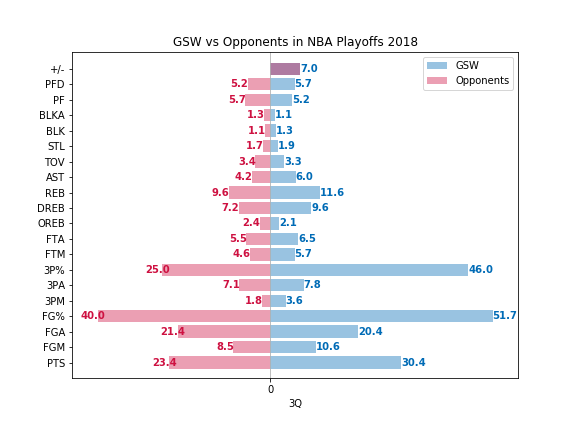 GSW vs Opponents in NBA Playoffs 2018
GSW
Opponents
+/- 7.0
PFD 5.2 5.7
PF 5.7 5.2
BLKA 1.3 1.1
BLK 1.1 1.3
STL 1.7 1.9
TOV 3.4 3.3
AST 4.2 6.0
REB 9.6 11.6
DREB 7.2 9.6
OREB 2.4 2.1
FTA 5.5 6.5
FTM 4.6 5.7
3P% 25.0 46.0
3PA 7.1 7.8
3PM 1.8 3.6
FG% 40.0 51.7
FGA 21.4 20.4
FGM 8.5 10.6
PTS 23.4 30.4
0
3Q